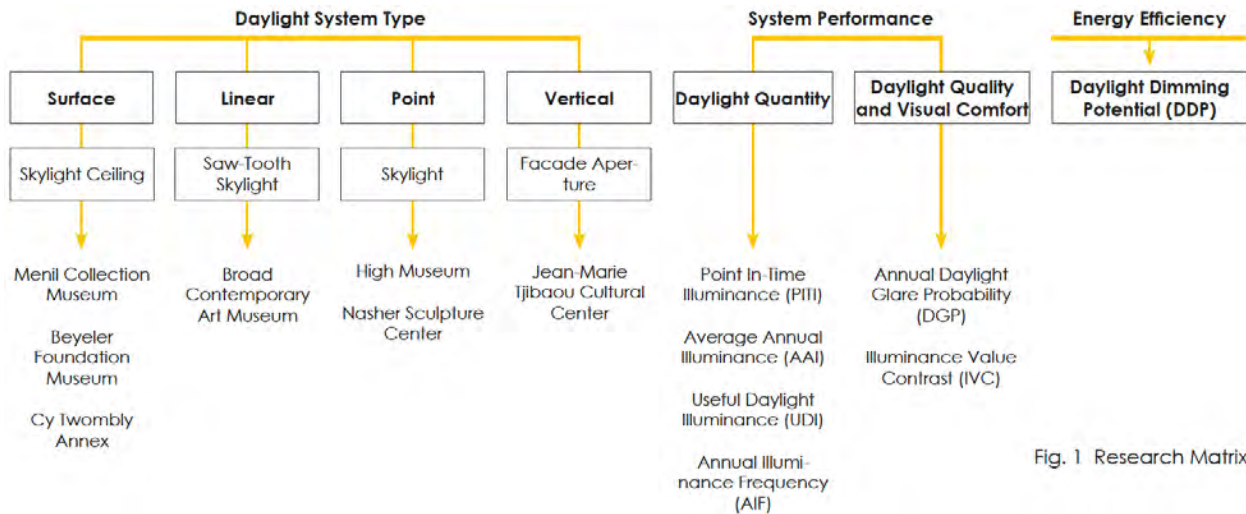 Daylight System Type
System Performance
Energy Efficiency
Surface
Linear
Point
Vertical
Daylight Quantity
Daylight Quality
and Visual Comfort
Daylight Dimming
Potential (DDP)
Skylight Ceiling
Saw-Tooth
Skylight
Skylight
Facade Aper-
ture
Menil Collection
Museum
Beyeler
Foundation
Museum
Cy Twombly
Annex
Broad
Contemporary
Art Museum
High Museum
Nasher Sculpture
Center
Jean-Marie
Tjibaou Cultural
Center
Point In-Time
Illuminance (PITI)
Average Annual
Illuminance (AAI)
Useful Daylight
Illuminance (UDI)
Annual Illumi-
nance Frequency
(AIF)
Annual Daylight
Glare Probability
(DGP)
Illuminance Value
Contrast (IVC)
Fig. 1 Research Matrix